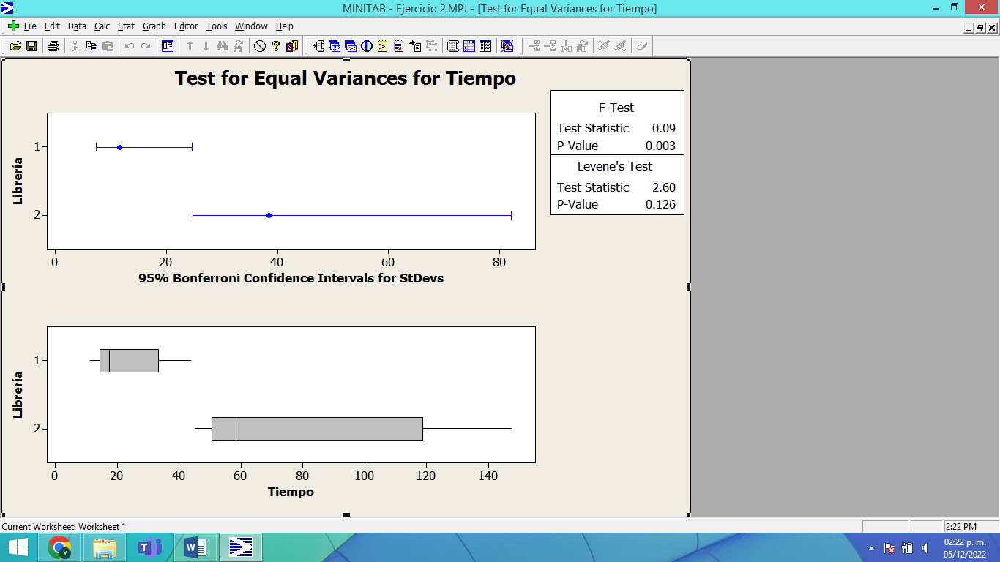 MINITAB - Ejercicio 2.MPJ - [Test for Equal Variances for Tiempo]
File Edit Data Calc Stat Graph Editor Tools Window Help
Test for Equal Variances for Tiempo
Librería
1
2
0 20 40 60 80
95% Bonferroni Confidence Intervals for StDevs
F-Test
Test Statistic 0.09
P-Value 0.003
Levene's Test
Test Statistic 2.60
P-Value 0.126
Librería
1
2
0 20 40 60 80 100 120 140
Tiempo
Current Worksheet: Worksheet 1
2:22 PM
02:22 p. m.
05/12/2022